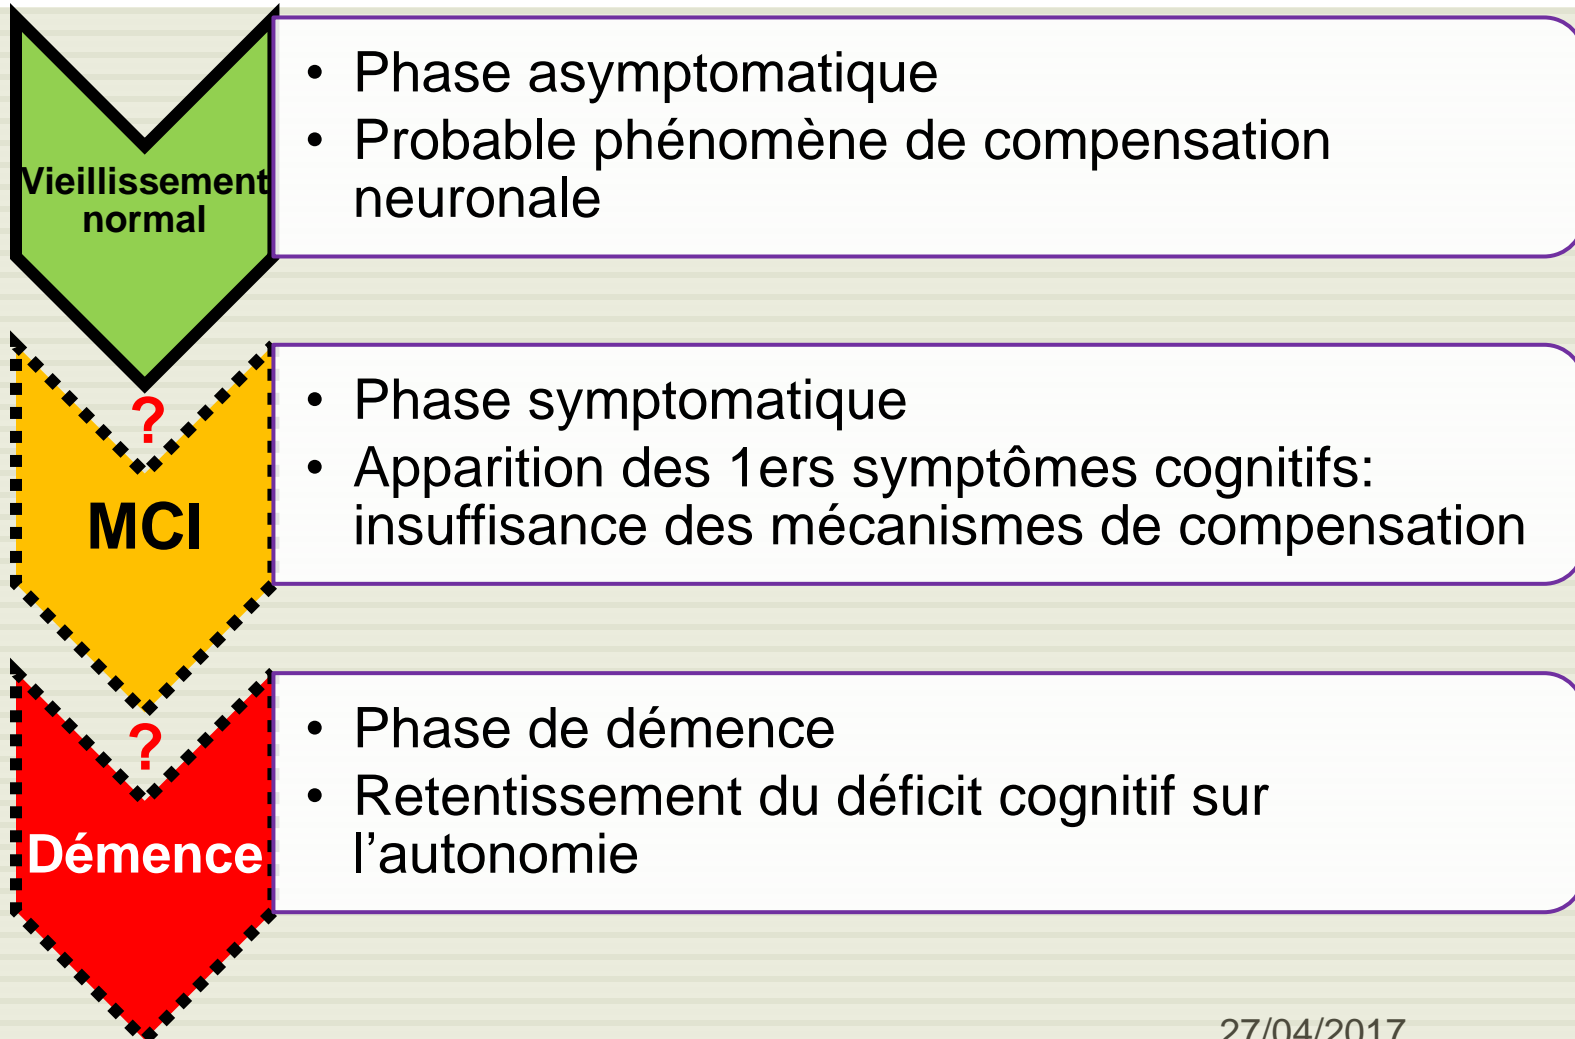 Vieillissement
normal
• Phase asymptomatique
• Probable phénomène de compensation
neuronale
?
MCI
• Phase symptomatique
• Apparition des 1ers symptômes cognitifs:
insuffisance des mécanismes de compensation
?
Démence
• Phase de démence
• Retentissement du déficit cognitif sur
l’autonomie
27/04/2017